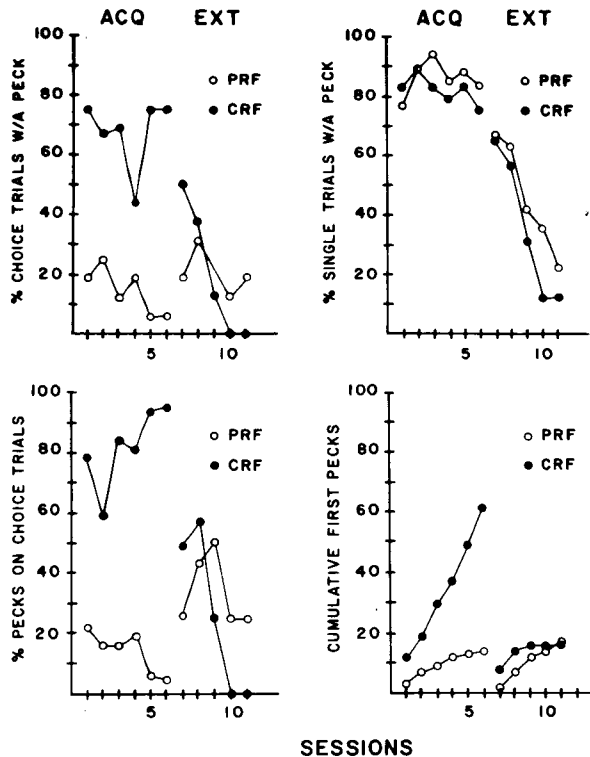 ACQ EXT
100
80
60
40
20
5 10
% CHOICE TRIALS W/A PECK
PRF
CRF
ACQ EXT
100
80
60
40
20
5 10
% SINGLE TRIALS W/A PECK
PRF
CRF
100
80
60
40
20
5 10
% PECKS ON CHOICE TRIALS
PRF
CRF
100
80
60
40
20
5 10
CUMULATIVE FIRST PECKS
PRF
CRF
SESSIONS